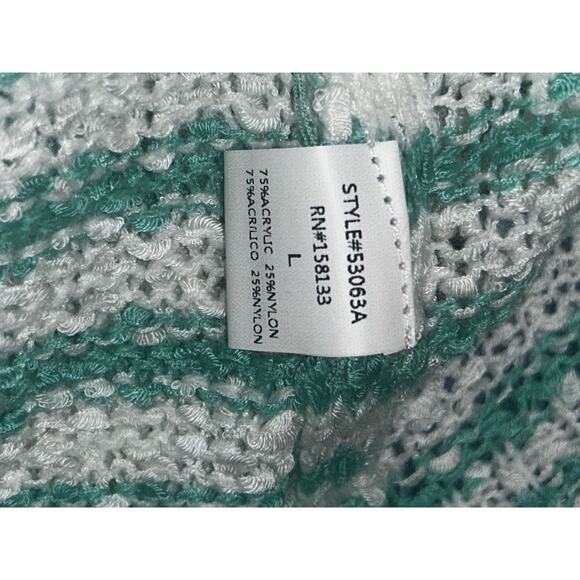 STYLE#53063A
RN#158133
L
75%ACRYLIC 25%NYLON
75%ACRILICO 25%NYLON